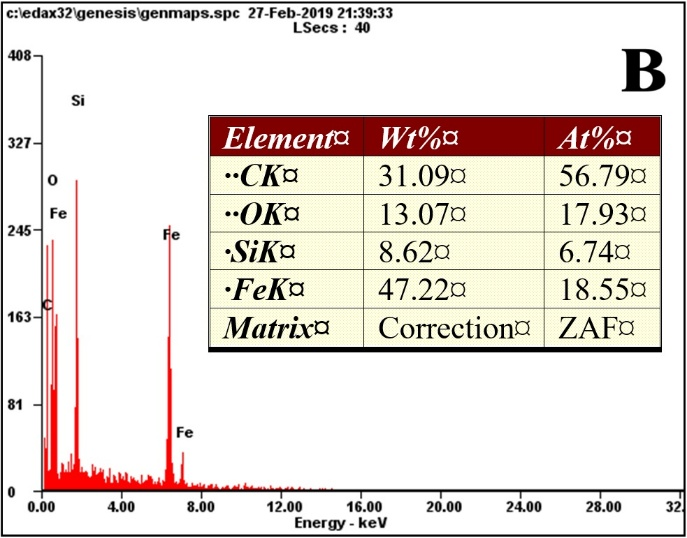 c:\edax32\genesis\genmaps.spc 27-Feb-2019 21:39:33
LSecs : 40
B
408
327
245
163
81
0
Si
O
Fe
C
Fe
Fe
Element¤ Wt%¤ At%¤
··CK¤ 31.09¤ 56.79¤
··OK¤ 13.07¤ 17.93¤
·SiK¤ 8.62¤ 6.74¤
·FeK¤ 47.22¤ 18.55¤
Matrix¤ Correction¤ ZAF¤
0.00 4.00 8.00 12.00 16.00 20.00 24.00 28.00 32.
Energy - keV